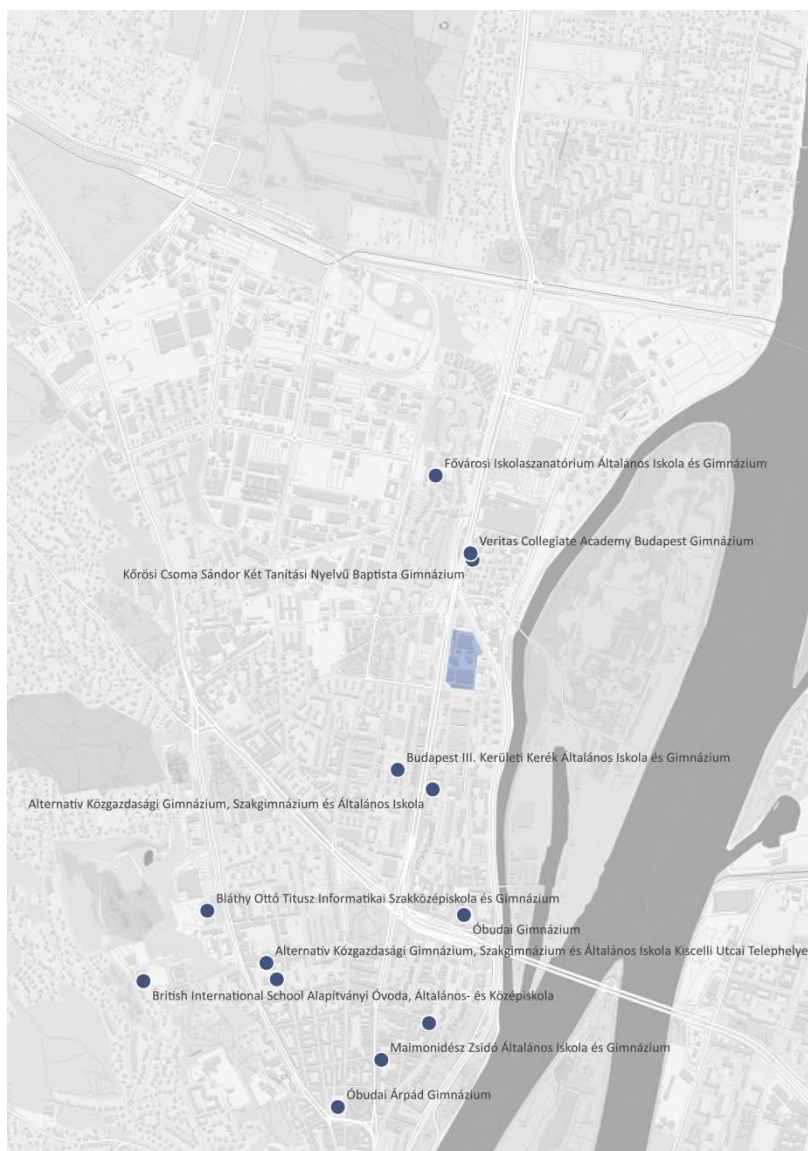 Fővárosi Iskolaszanatórium Általános Iskola és Gimnázium
Veritas Collegiate Academy Budapest Gimnázium
Kőrösi Csoma Sándor Két Tanítási Nyelvű Baptista Gimnázium
Budapest III. Kerületi Kerék Általános Iskola és Gimnázium
Alternatív Közgazdasági Gimnázium, Szakgimnázium és Általános Iskola
Bláthy Ottó Titusz Informatikai Szakközépiskola és Gimnázium
Óbudai Gimnázium
Alternatív Közgazdasági Gimnázium, Szakgimnázium és Általános Iskola Kiscelli Utcai Telephelye
British International School Alapítványi Óvoda, Általános- és Középiskola
Maimonidész Zsidó Általános Iskola és Gimnázium
Óbudai Árpád Gimnázium